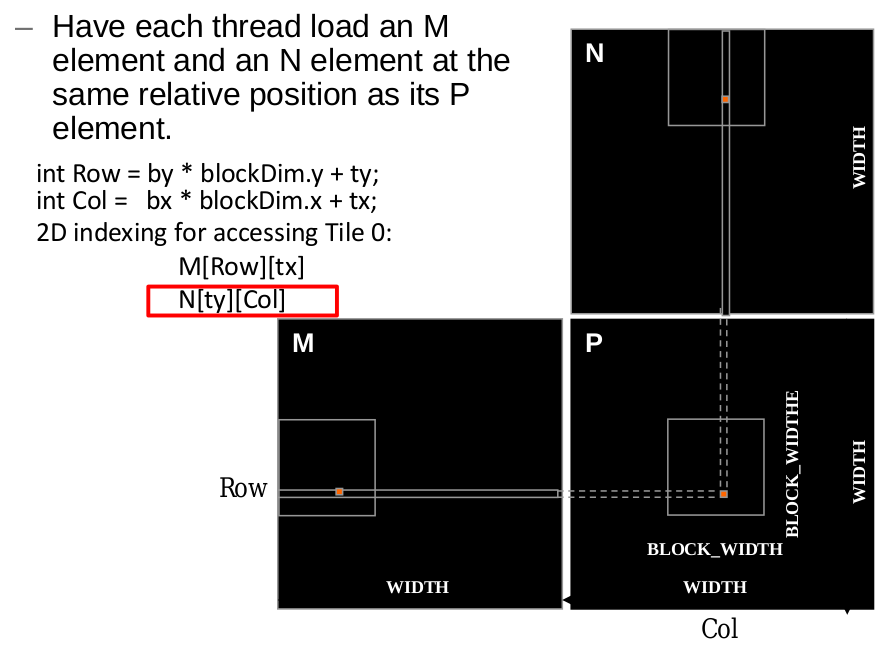 – Have each thread load an M
element and an N element at the
same relative position as its P
element.
int Row = by * blockDim.y + ty;
int Col =  bx * blockDim.x + tx;
2D indexing for accessing Tile 0:
M[Row][tx]
N[ty][Col]
N
WIDTH
M
P
Row
BLOCK_WIDTHE
WIDTH
BLOCK_WIDTH
WIDTH
WIDTH
Col